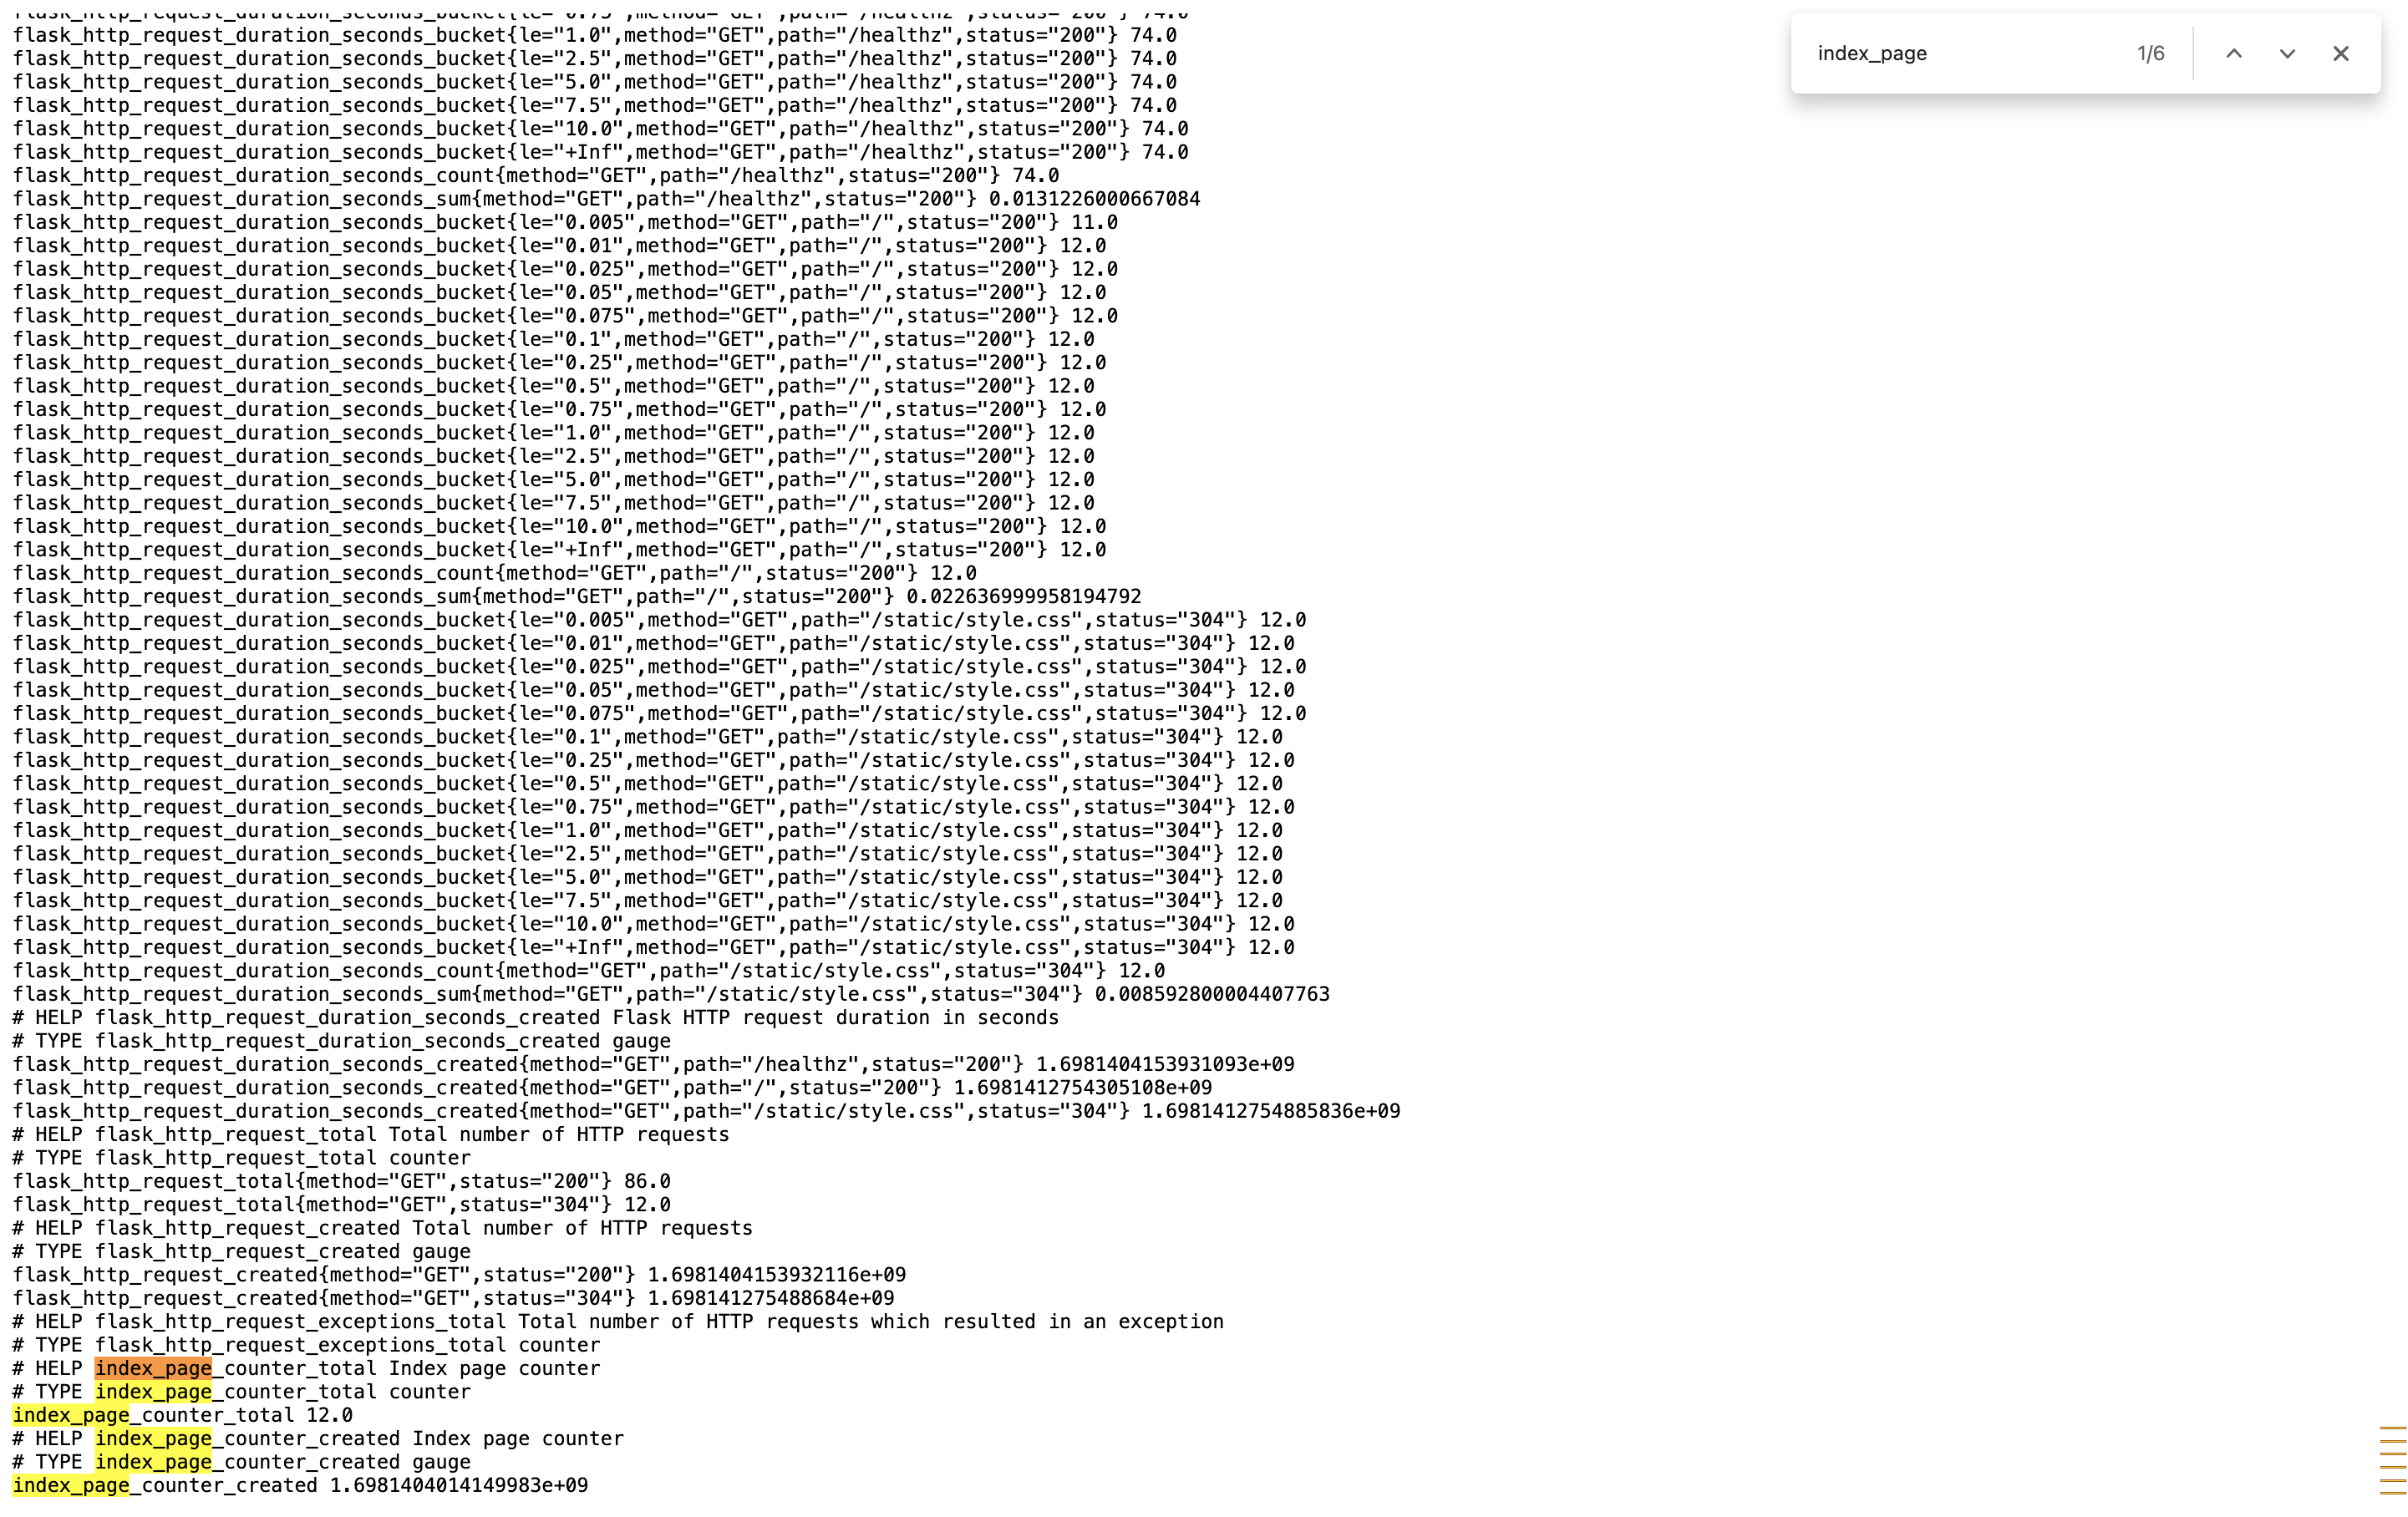 flask_http_request_duration_seconds_bucket{le="0.75",method="GET",path="/healthz",status="200"} 74.0
flask_http_request_duration_seconds_bucket{le="1.0",method="GET",path="/healthz",status="200"} 74.0
flask_http_request_duration_seconds_bucket{le="2.5",method="GET",path="/healthz",status="200"} 74.0
flask_http_request_duration_seconds_bucket{le="5.0",method="GET",path="/healthz",status="200"} 74.0
flask_http_request_duration_seconds_bucket{le="7.5",method="GET",path="/healthz",status="200"} 74.0
flask_http_request_duration_seconds_bucket{le="10.0",method="GET",path="/healthz",status="200"} 74.0
flask_http_request_duration_seconds_bucket{le="+Inf",method="GET",path="/healthz",status="200"} 74.0
flask_http_request_duration_seconds_count{method="GET",path="/healthz",status="200"} 74.0
flask_http_request_duration_seconds_sum{method="GET",path="/healthz",status="200"} 0.0131226000667084
flask_http_request_duration_seconds_bucket{le="0.005",method="GET",path="/",status="200"} 11.0
flask_http_request_duration_seconds_bucket{le="0.01",method="GET",path="/",status="200"} 12.0
flask_http_request_duration_seconds_bucket{le="0.025",method="GET",path="/",status="200"} 12.0
flask_http_request_duration_seconds_bucket{le="0.05",method="GET",path="/",status="200"} 12.0
flask_http_request_duration_seconds_bucket{le="0.075",method="GET",path="/",status="200"} 12.0
flask_http_request_duration_seconds_bucket{le="0.1",method="GET",path="/",status="200"} 12.0
flask_http_request_duration_seconds_bucket{le="0.25",method="GET",path="/",status="200"} 12.0
flask_http_request_duration_seconds_bucket{le="0.5",method="GET",path="/",status="200"} 12.0
flask_http_request_duration_seconds_bucket{le="0.75",method="GET",path="/",status="200"} 12.0
flask_http_request_duration_seconds_bucket{le="1.0",method="GET",path="/",status="200"} 12.0
flask_http_request_duration_seconds_bucket{le="2.5",method="GET",path="/",status="200"} 12.0
flask_http_request_duration_seconds_bucket{le="5.0",method="GET",path="/",status="200"} 12.0
flask_http_request_duration_seconds_bucket{le="7.5",method="GET",path="/",status="200"} 12.0
flask_http_request_duration_seconds_bucket{le="10.0",method="GET",path="/",status="200"} 12.0
flask_http_request_duration_seconds_bucket{le="+Inf",method="GET",path="/",status="200"} 12.0
flask_http_request_duration_seconds_count{method="GET",path="/",status="200"} 12.0
flask_http_request_duration_seconds_sum{method="GET",path="/",status="200"} 0.022636999958194792
flask_http_request_duration_seconds_bucket{le="0.005",method="GET",path="/static/style.css",status="304"} 12.0
flask_http_request_duration_seconds_bucket{le="0.01",method="GET",path="/static/style.css",status="304"} 12.0
flask_http_request_duration_seconds_bucket{le="0.025",method="GET",path="/static/style.css",status="304"} 12.0
flask_http_request_duration_seconds_bucket{le="0.05",method="GET",path="/static/style.css",status="304"} 12.0
flask_http_request_duration_seconds_bucket{le="0.075",method="GET",path="/static/style.css",status="304"} 12.0
flask_http_request_duration_seconds_bucket{le="0.1",method="GET",path="/static/style.css",status="304"} 12.0
flask_http_request_duration_seconds_bucket{le="0.25",method="GET",path="/static/style.css",status="304"} 12.0
flask_http_request_duration_seconds_bucket{le="0.5",method="GET",path="/static/style.css",status="304"} 12.0
flask_http_request_duration_seconds_bucket{le="0.75",method="GET",path="/static/style.css",status="304"} 12.0
flask_http_request_duration_seconds_bucket{le="1.0",method="GET",path="/static/style.css",status="304"} 12.0
flask_http_request_duration_seconds_bucket{le="2.5",method="GET",path="/static/style.css",status="304"} 12.0
flask_http_request_duration_seconds_bucket{le="5.0",method="GET",path="/static/style.css",status="304"} 12.0
flask_http_request_duration_seconds_bucket{le="7.5",method="GET",path="/static/style.css",status="304"} 12.0
flask_http_request_duration_seconds_bucket{le="10.0",method="GET",path="/static/style.css",status="304"} 12.0
flask_http_request_duration_seconds_bucket{le="+Inf",method="GET",path="/static/style.css",status="304"} 12.0
flask_http_request_duration_seconds_count{method="GET",path="/static/style.css",status="304"} 12.0
flask_http_request_duration_seconds_sum{method="GET",path="/static/style.css",status="304"} 0.008592800004407763
# HELP flask_http_request_duration_seconds_created Flask HTTP request duration in seconds
# TYPE flask_http_request_duration_seconds_created gauge
flask_http_request_duration_seconds_created{method="GET",path="/healthz",status="200"} 1.6981404153931093e+09
flask_http_request_duration_seconds_created{method="GET",path="/",status="200"} 1.6981412754305108e+09
flask_http_request_duration_seconds_created{method="GET",path="/static/style.css",status="304"} 1.6981412754885836e+09
# HELP flask_http_request_total Total number of HTTP requests
# TYPE flask_http_request_total counter
flask_http_request_total{method="GET",status="200"} 86.0
flask_http_request_total{method="GET",status="304"} 12.0
# HELP flask_http_request_created Total number of HTTP requests
# TYPE flask_http_request_created gauge
flask_http_request_created{method="GET",status="200"} 1.6981404153932116e+09
flask_http_request_created{method="GET",status="304"} 1.698141275488684e+09
# HELP flask_http_request_exceptions_total Total number of HTTP requests which resulted in an exception
# TYPE flask_http_request_exceptions_total counter
# HELP index_page_counter_total Index page counter
# TYPE index_page_counter_total counter
index_page_counter_total 12.0
# HELP index_page_counter_created Index page counter
# TYPE index_page_counter_created gauge
index_page_counter_created 1.6981404014149983e+09
index_page 1/6